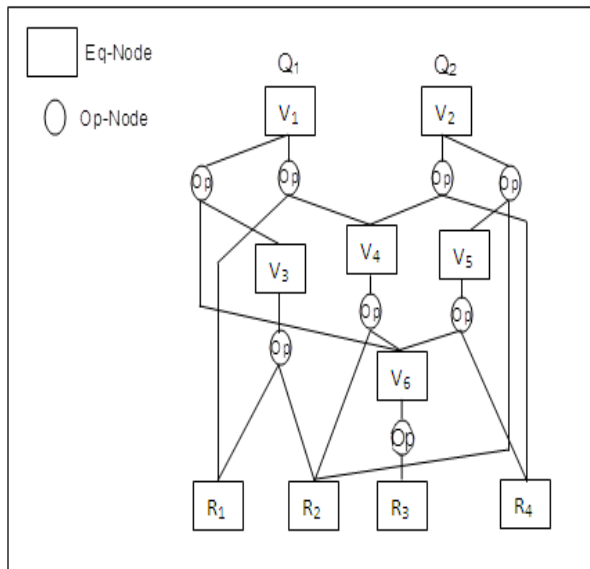 Eq-Node
Op-Node
Q₁ Q₂
V₁ V₂
Op Op Op Op
V₃ V₄ V₅
Op Op Op
V₆
Op
R₁ R₂ R₃ R₄